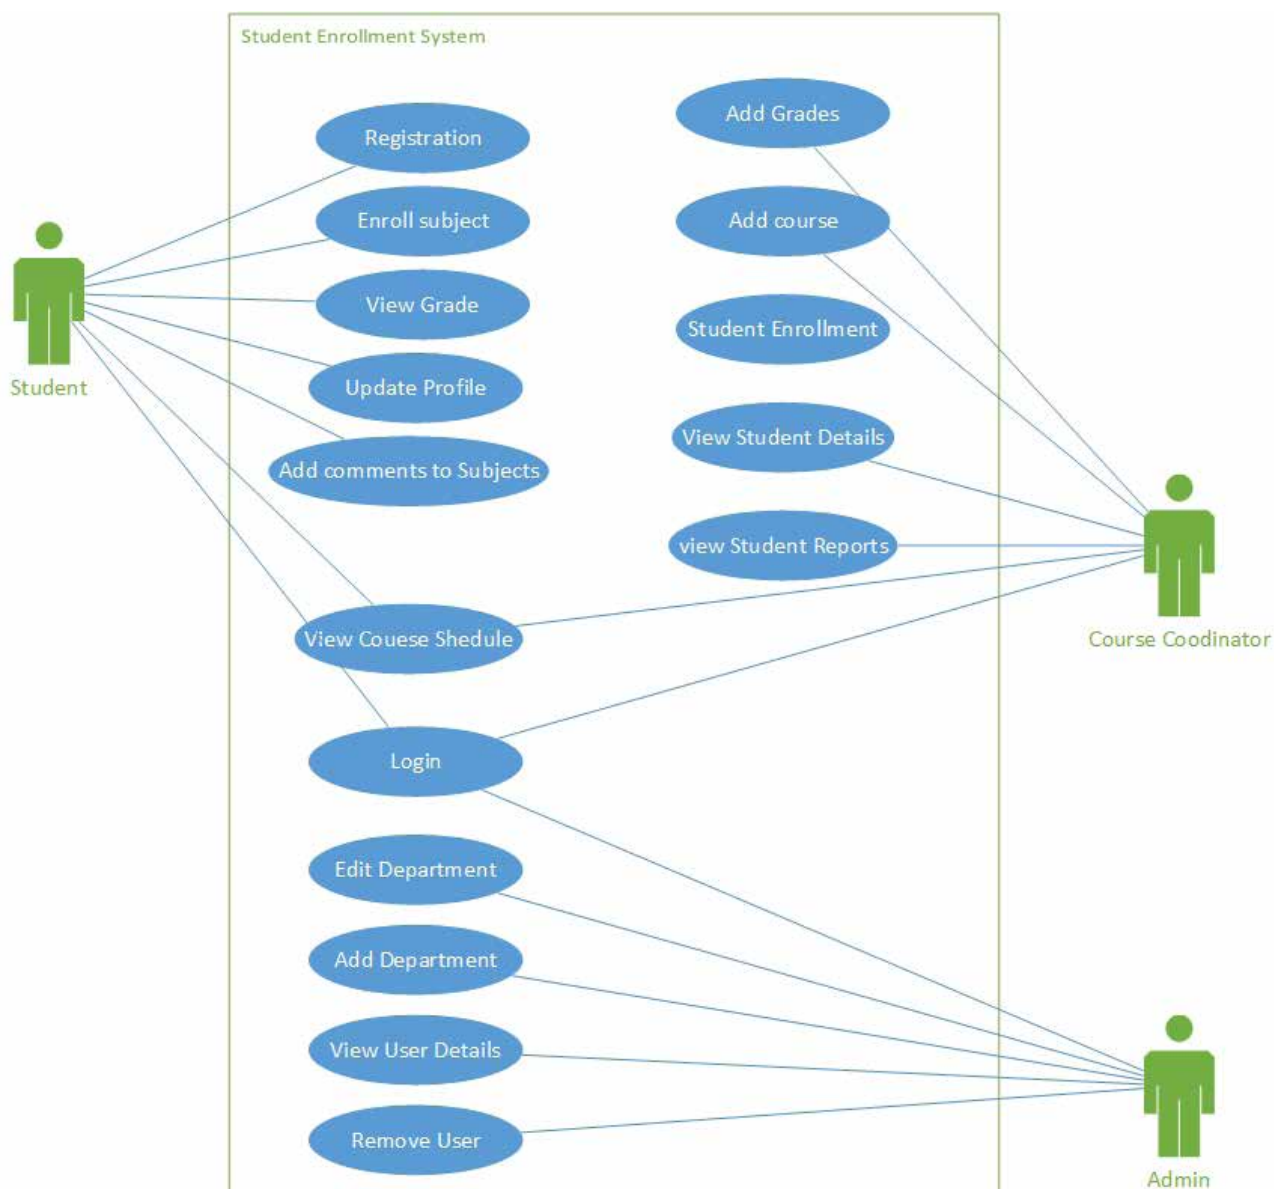 Student Enrollment System
Registration
Enroll subject
View Grade
Update Profile
Add comments to Subjects
View Couese Shedule
Login
Edit Department
Add Department
View User Details
Remove User
Add Grades
Add course
Student Enrollment
View Student Details
view Student Reports
Student
Course Coodinator
Admin